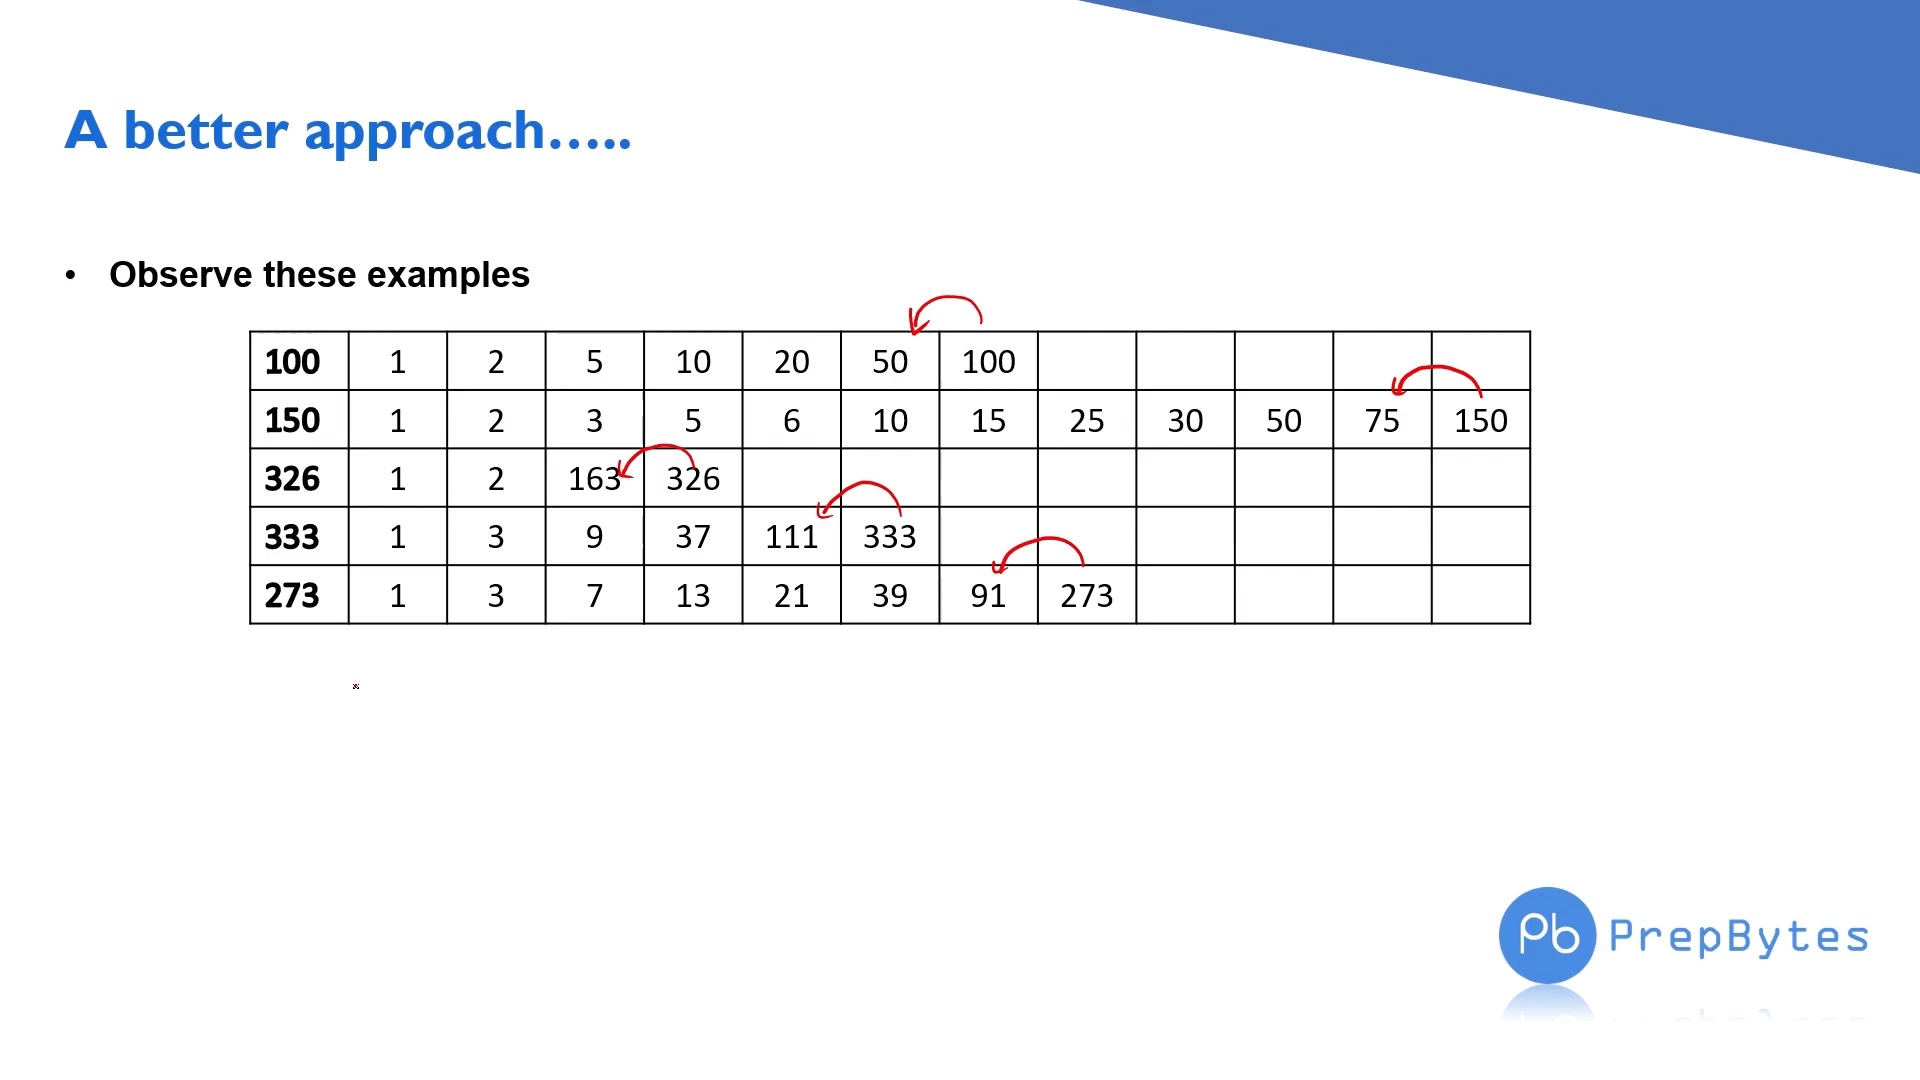 A better approach…..
• Observe these examples
100 1 2 5 10 20 50 100
150 1 2 3 5 6 10 15 25 30 50 75 150
326 1 2 163 326
333 1 3 9 37 111 333
273 1 3 7 13 21 39 91 273
Pb PrepBytes